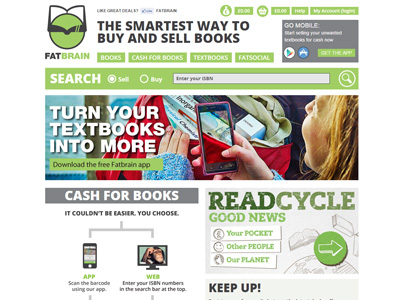 LIKE GREAT DEALS? Like FATBRAIN
£0.00 £0.00 Help My Account (login)
THE SMARTEST WAY TO
BUY AND SELL BOOKS
GO MOBILE:
Start selling your unwanted
textbooks for cash now
GET THE APP
FATBRAIN
BOOKS CASH FOR BOOKS TEXTBOOKS FATSOCIAL
SEARCH Sell Buy Enter your ISBN
TURN YOUR
TEXTBOOKS
INTO MORE
Download the free Fatbrain app
CASH FOR BOOKS
IT COULDN'T BE EASIER. YOU CHOOSE.
APP
Scan the barcode
using our app.
WEB
Enter your ISBN numbers
in the search bar at the top.
READCYCLE
GOOD NEWS
Your POCKET
Other PEOPLE
Our PLANET
KEEP UP!